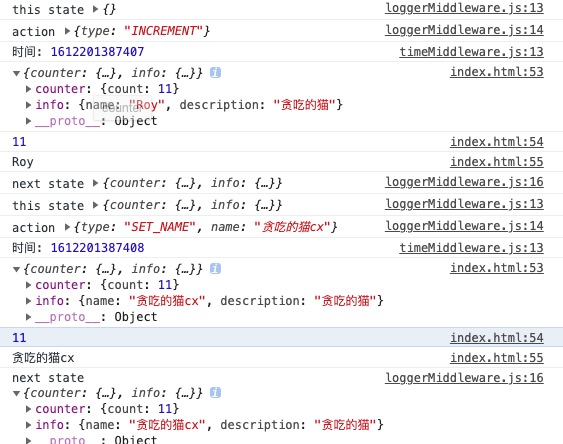 this state ▶{} loggerMiddleware.js:13
action ▶{type: "INCREMENT"} loggerMiddleware.js:14
时间: 1612201387407 timeMiddleware.js:13
▼{counter: {…}, info: {…}} i index.html:53
▶counter: {count: 11}
▶info: {name: "Roy", description: "贪吃的猫"}
▶__proto__: Object
11 index.html:54
Roy index.html:55
next state ▶{counter: {…}, info: {…}} loggerMiddleware.js:16
this state ▶{counter: {…}, info: {…}} loggerMiddleware.js:13
action ▶{type: "SET_NAME", name: "贪吃的猫cx"} loggerMiddleware.js:14
时间: 1612201387408 timeMiddleware.js:13
▼{counter: {…}, info: {…}} i index.html:53
▶counter: {count: 11}
▶info: {name: "贪吃的猫cx", description: "贪吃的猫"}
▶__proto__: Object
11 index.html:54
贪吃的猫cx index.html:55
next state loggerMiddleware.js:16
▼{counter: {…}, info: {…}} i
▶counter: {count: 11}
▶info: {name: "贪吃的猫cx", description: "贪吃的猫"}
▶__proto__: Object